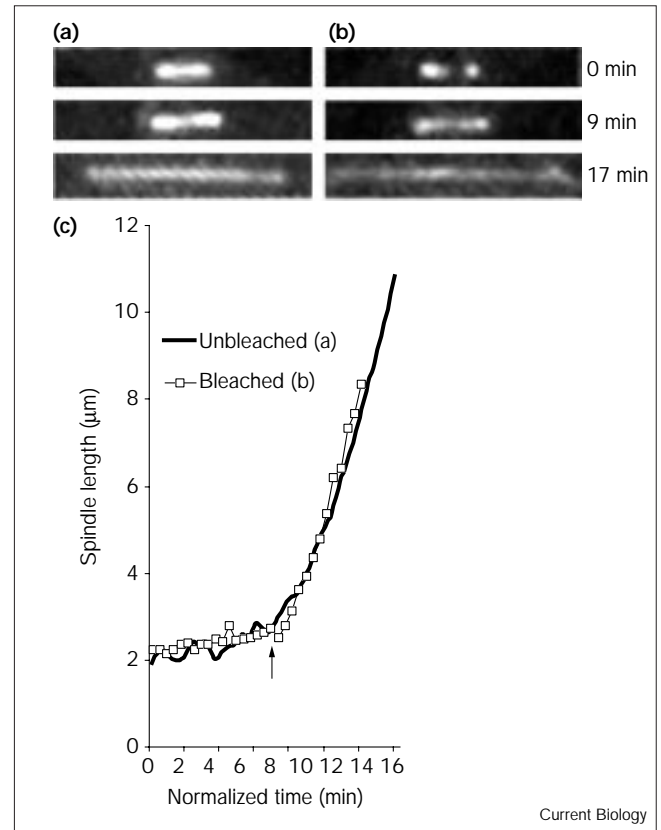 (a) (b)
0 min
9 min
17 min
(c)
12
10
8
6
4
2
0
Spindle length (μm)
Unbleached (a)
Bleached (b)
0 2 4 6 8 10 12 14 16
Normalized time (min)
Current Biology